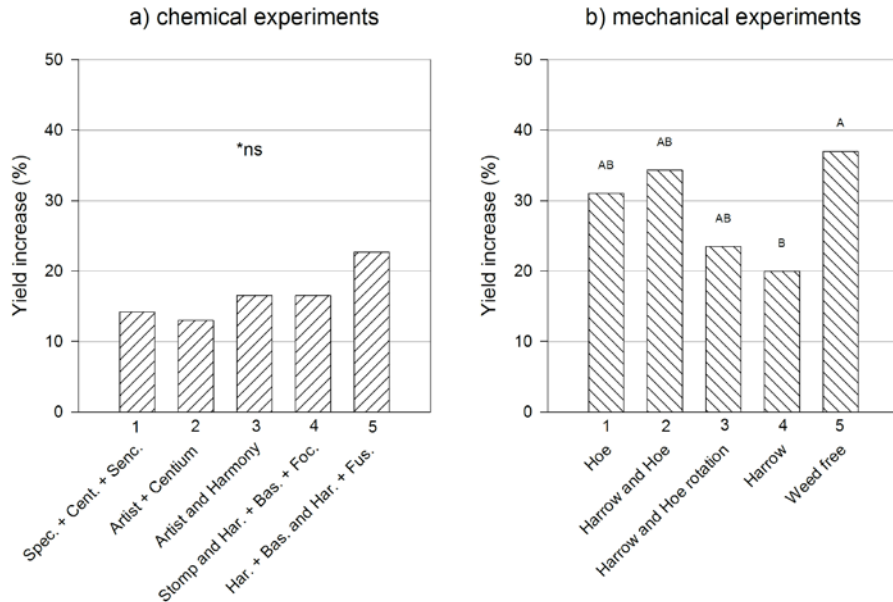 a) chemical experiments
Yield increase (%)
50
40
30
20
10
0
*ns
1
2
3
4
5
Spec. + Cent. + Senc.
Artist + Centium
Artist and Harmony
Stomp and Har. + Bas. + Foc.
Har. + Bas. and Har. + Fus.
b) mechanical experiments
Yield increase (%)
50
40
30
20
10
0
AB
AB
AB
B
A
1
2
3
4
5
Hoe
Harrow and Hoe
Harrow and Hoe rotation
Harrow
Weed free